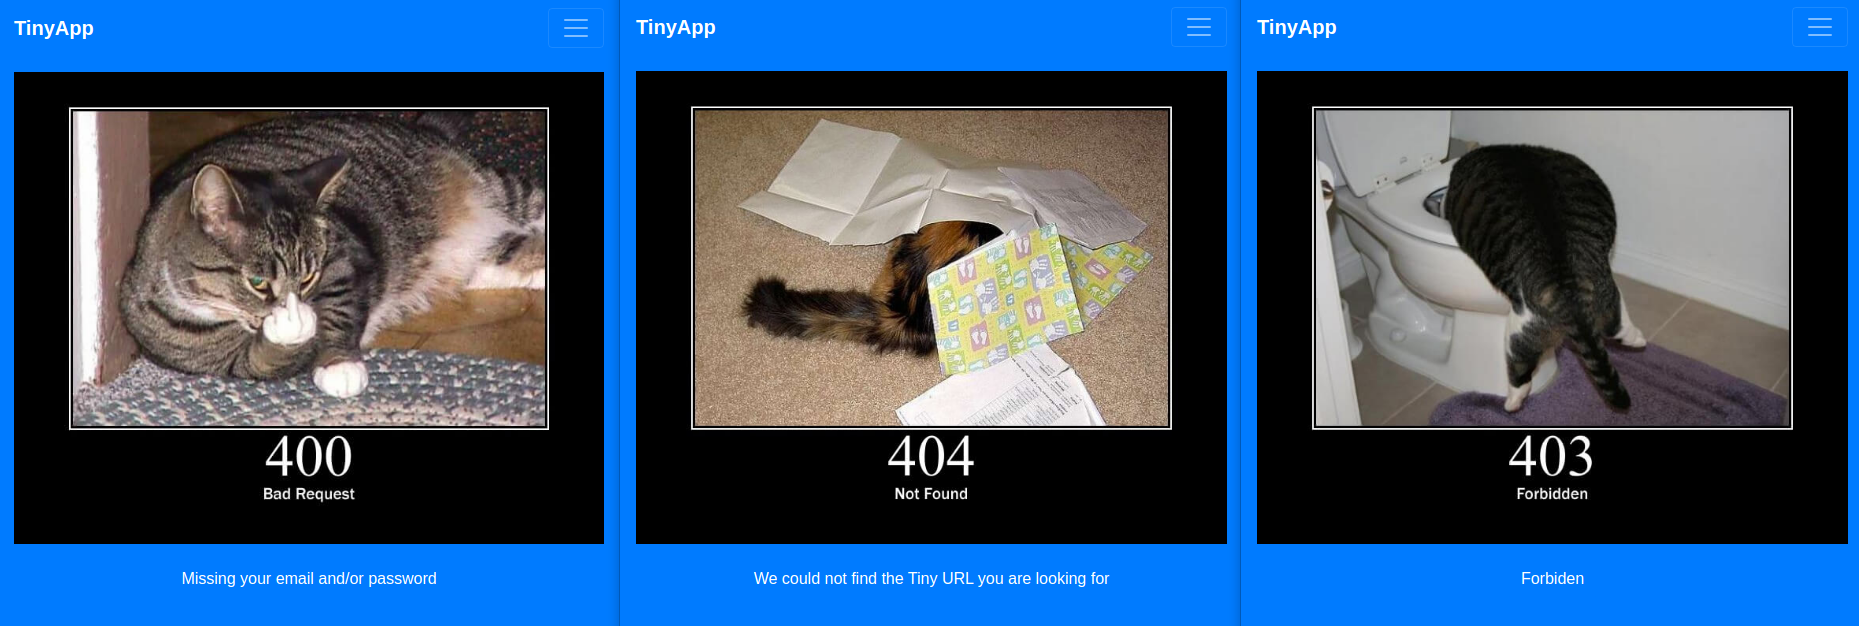 TinyApp
400
Bad Request
Missing your email and/or password
TinyApp
404
Not Found
We could not find the Tiny URL you are looking for
TinyApp
403
Forbidden
Forbiden